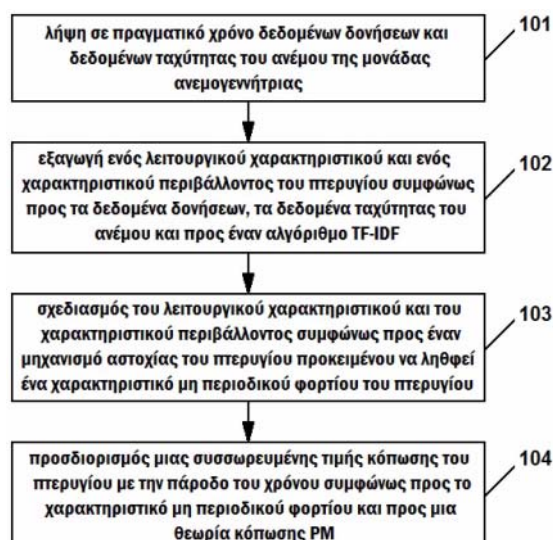 λήψη σε πραγματικό χρόνο δεδομένων δονήσεων και
δεδομένων ταχύτητας του ανέμου της μονάδας
ανεμογεννήτριας
101
εξαγωγή ενός λειτουργικού χαρακτηριστικού και ενός
χαρακτηριστικού περιβάλλοντος του πτερυγίου συμφώνως
προς τα δεδομένα δονήσεων, τα δεδομένα ταχύτητας του
ανέμου και προς έναν αλγόριθμο TF-IDF
102
σχεδιασμός του λειτουργικού χαρακτηριστικού και του
χαρακτηριστικού περιβάλλοντος συμφώνως προς έναν
μηχανισμό αστοχίας του πτερυγίου προκειμένου να ληθφεί
ένα χαρακτηριστικό μη περιοδικού φορτίου του πτερυγίου
103
προσδιορισμός μιας συσσωρευμένης τιμής κόπωσης του
πτερυγίου με την πάροδο του χρόνου συμφώνως προς το
χαρακτηριστικό μη περιοδικού φορτίου και προς μια
θεωρία κόπωσης PM
104